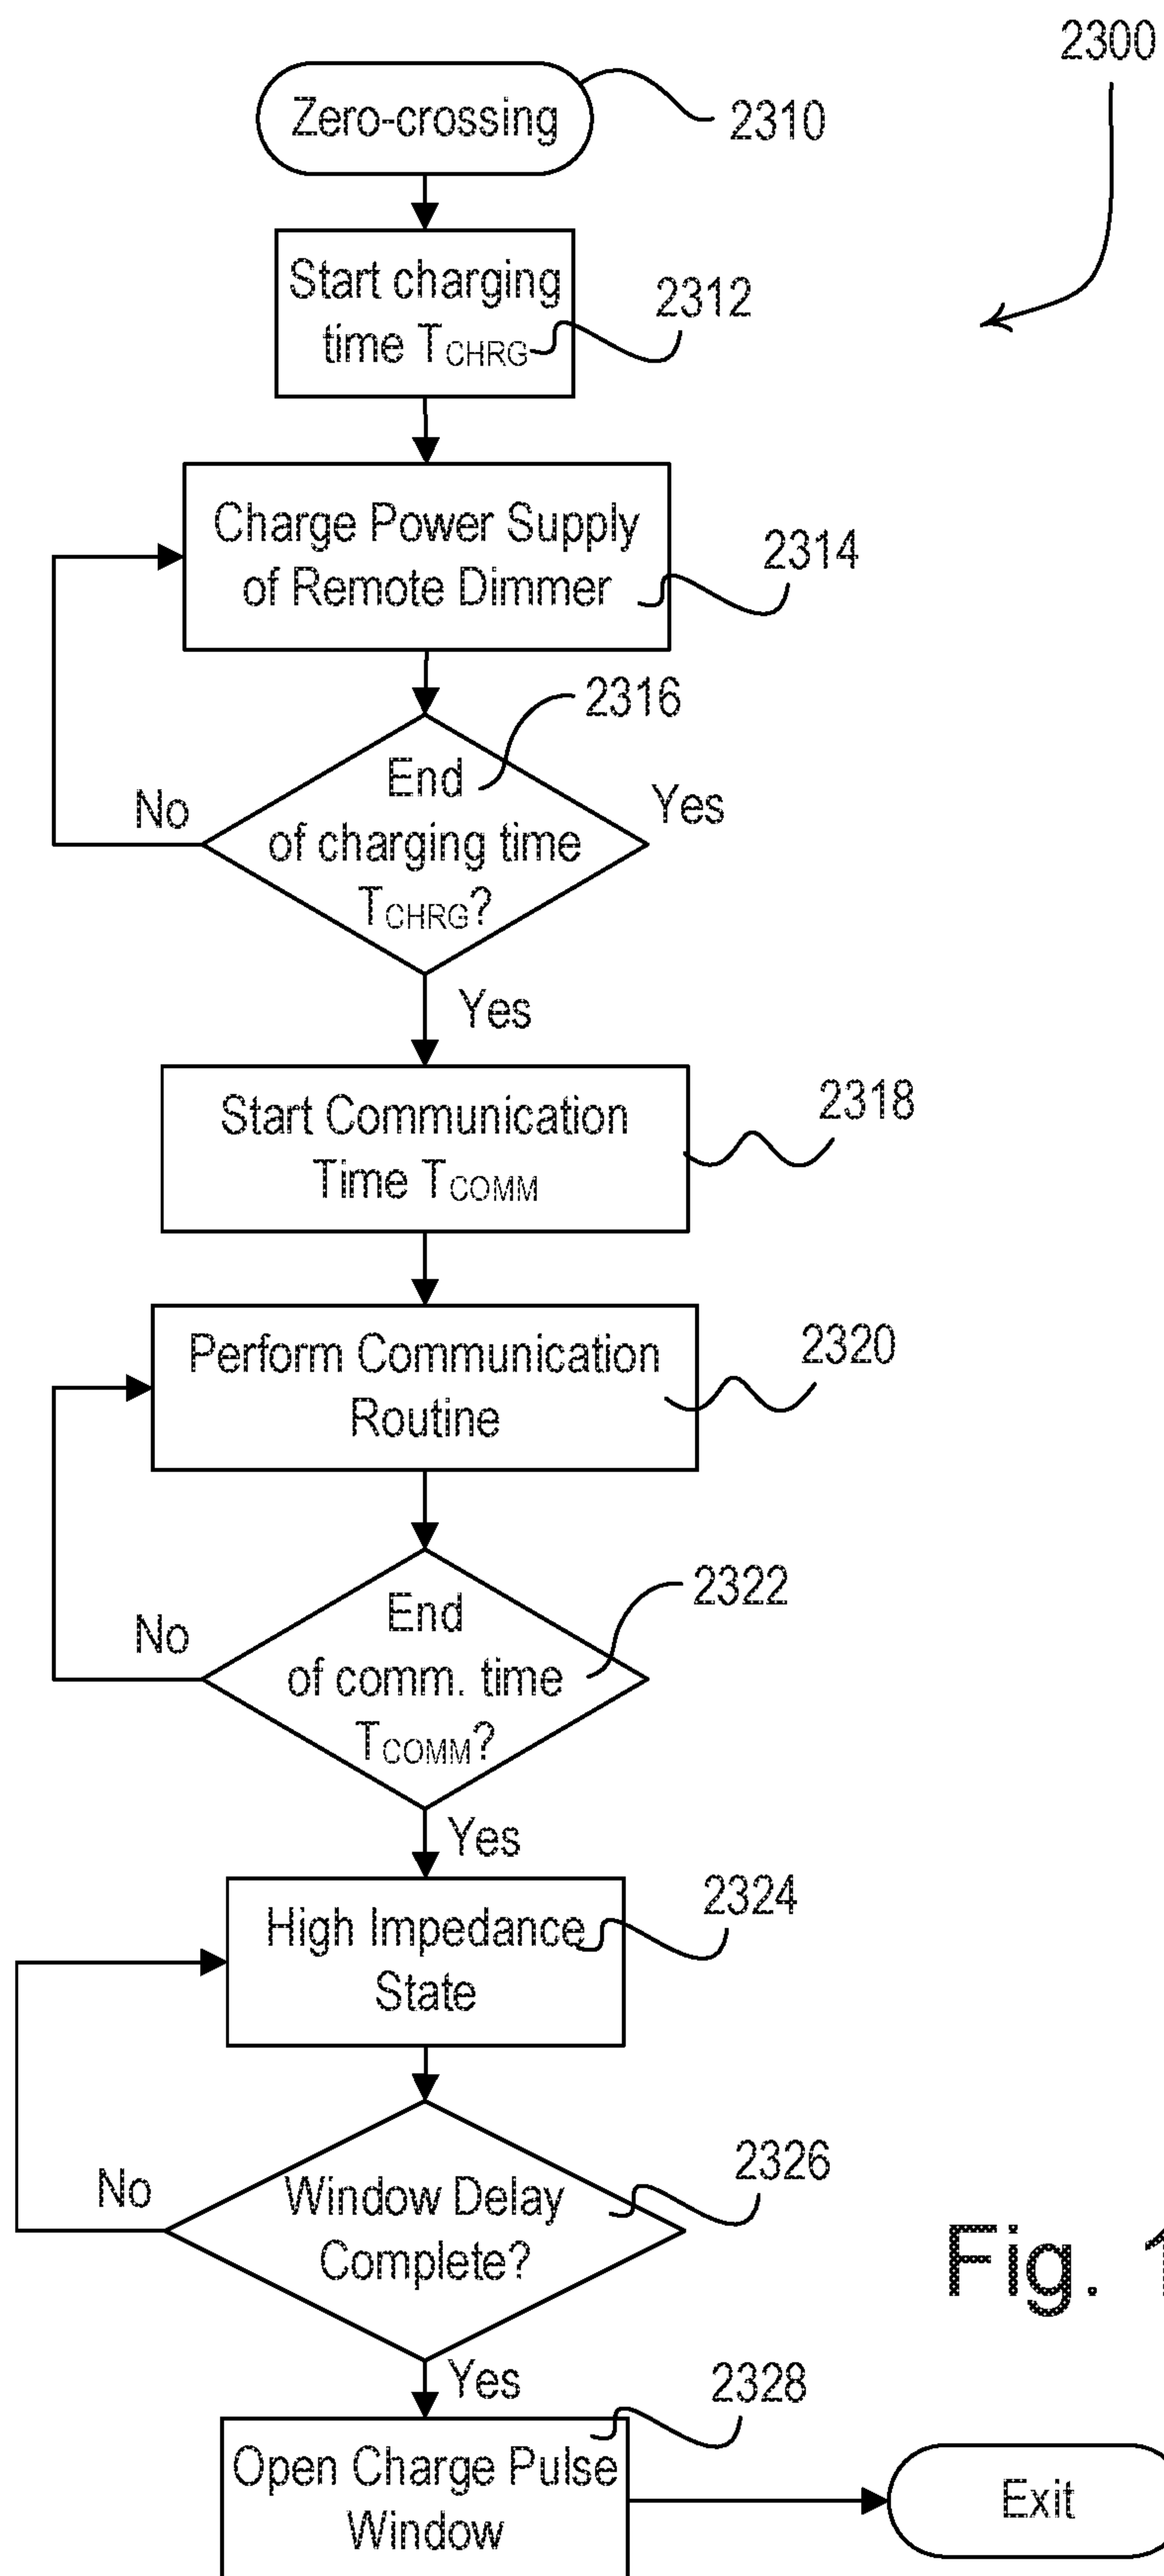 2300
Zero-crossing
2310
Start charging
time TCHRG
2312
Charge Power Supply
of Remote Dimmer
2314
2316
End
of charging time
TCHRG?
No
Yes
Yes
Start Communication
Time TCOMM
2318
Perform Communication
Routine
2320
2322
End
of comm. time
TCOMM?
No
Yes
High Impedance
State
2324
Window Delay
Complete?
2326
No
Yes
Fig.
2328
Open Charge Pulse
Window
Exit